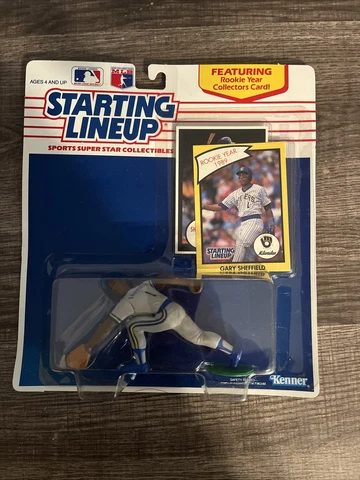 AGES 4 AND UP
FEATURING
Rookie Year
Collectors Card!
STARTING
LINEUP
SPORTS SUPER STAR COLLECTIBLES
ROOKIE YEAR
1989
STARTING
LINEUP
GARY SHEFFIELD
Kenner